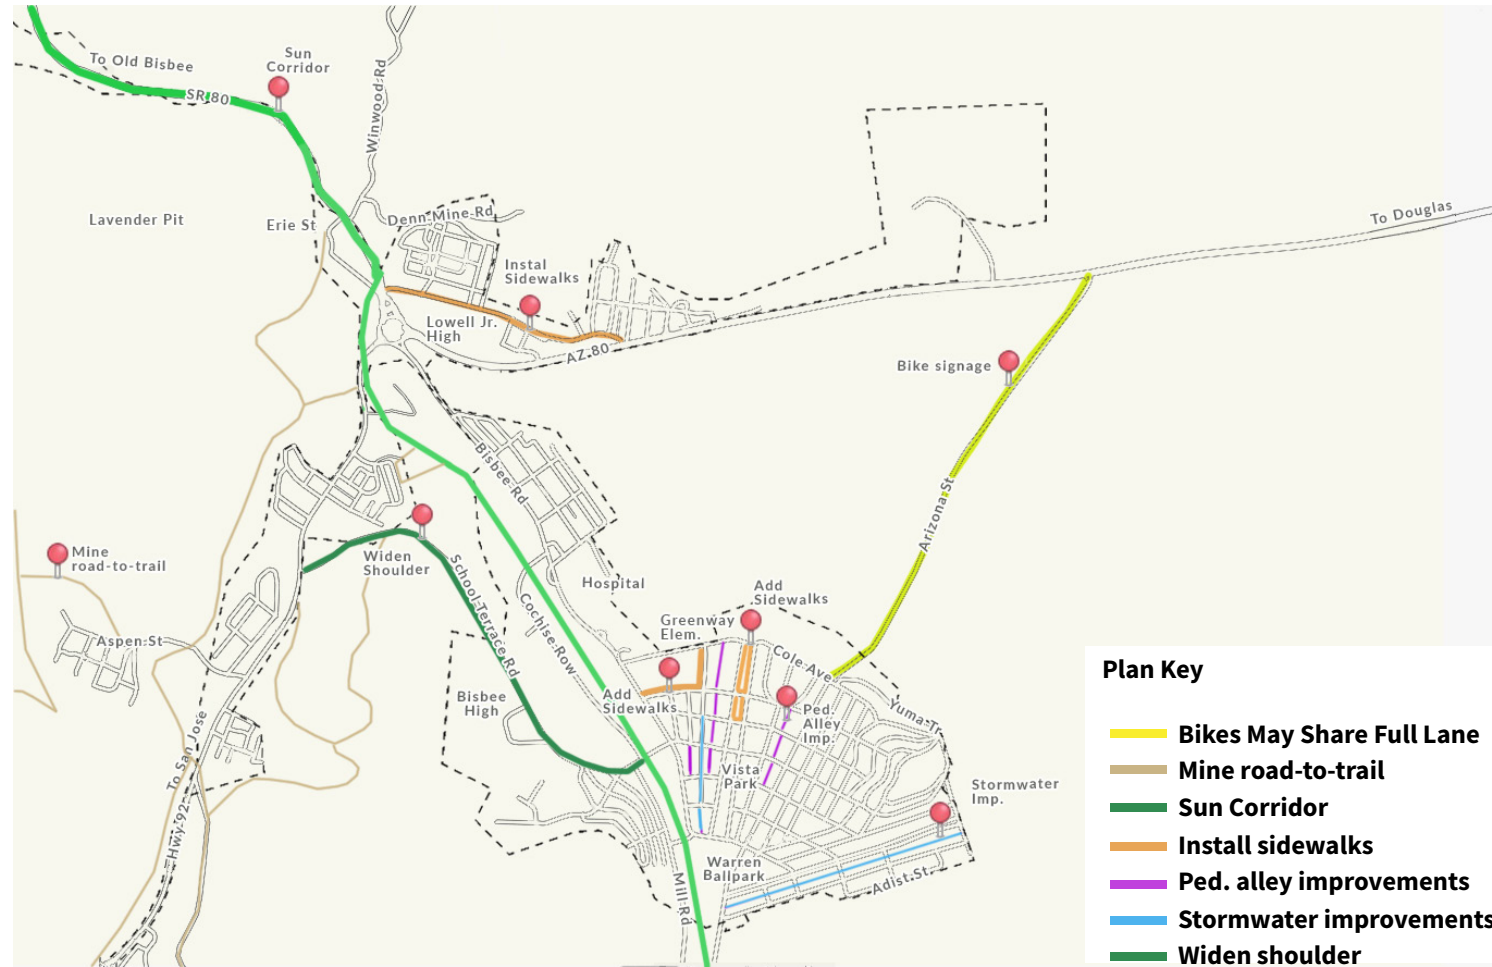 To Old Bisbee
Sun
Corridor
SR 80
Winwood Rd
Lavender Pit
Erie St
Denn Mine Rd
To Douglas
Instal
Sidewalks
Lowell Jr.
High
AZ 80
Bike signage
Bisbee Rd
Arizona St
Mine
road-to-trail
Widen
Shoulder
School Terrace Rd
Hospital
Cochise Row
Add
Sidewalks
Greenway
Elem.
Aspen St
Cole Ave
Bisbee
High
Add
Sidewalks
Ped.
Alley
Imp.
Yuma Tr
To San Jose
Vista
Park
Stormwater
Imp.
Hwy 92
Warren
Ballpark
Mill Rd
Adist St
Plan Key
Bikes May Share Full Lane
Mine road-to-trail
Sun Corridor
Install sidewalks
Ped. alley improvements
Stormwater improvements
Widen shoulder